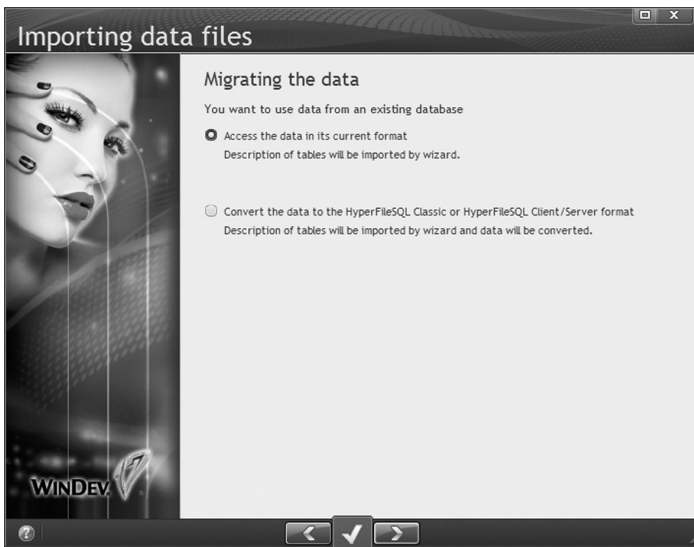 Importing data files
Migrating the data
You want to use data from an existing database
Access the data in its current format
Description of tables will be imported by wizard.
Convert the data to the HyperFileSQL Classic or HyperFileSQL Client/Server format
Description of tables will be imported by wizard and data will be converted.
WINDEV 17
?